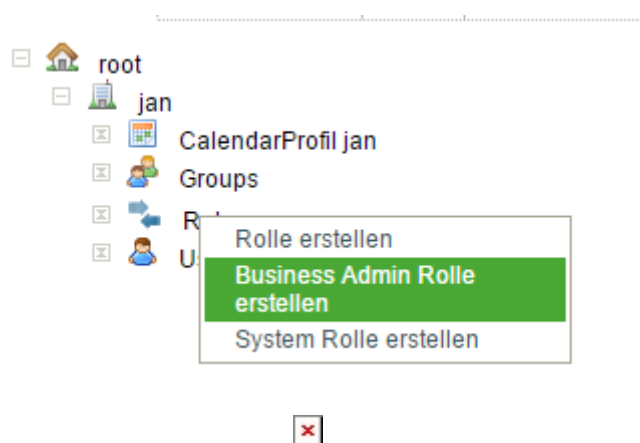 root
jan
CalendarProfil jan
Groups
Rolle erstellen
Business Admin Rolle
erstellen
System Rolle erstellen